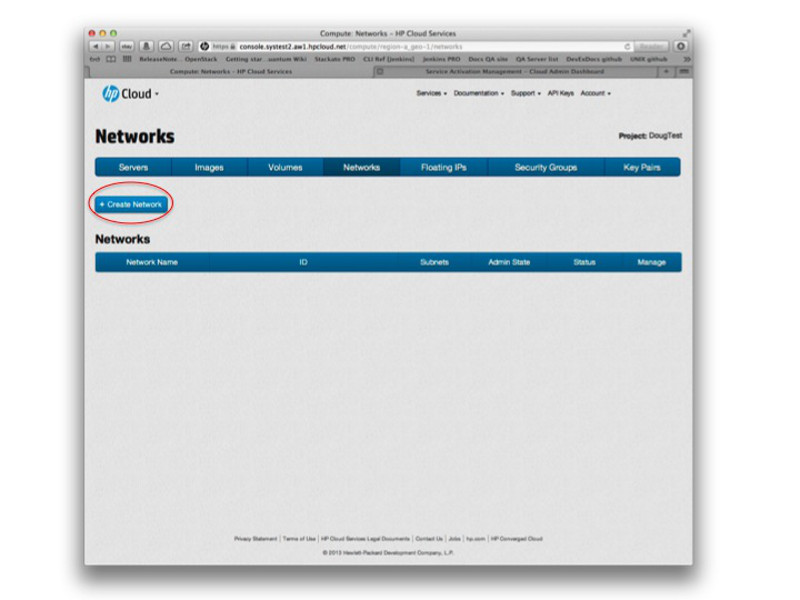 Compute: Networks – HP Cloud Services
https console.systest2.aw1.hpcloud.net/compute/region-a_geo-1/networks Reader
ReleaseNote... OpenStack Getting star...uantum Wiki Stackato PRO CLI Ref [Jenkins] Jenkins PRO Docs QA site QA Server list DevExDocs github UNIX github
Compute: Networks – HP Cloud Services Service Activation Management – Cloud Admin Dashboard
hp Cloud Services Documentation Support API Keys Account
Networks Project: DougTest
Servers Images Volumes Networks Floating IPs Security Groups Key Pairs
+ Create Network
Networks
Network Name ID Subnets Admin State Status Manage
Privacy Statement | Terms of Use | HP Cloud Services Legal Documents | Contact Us | Jobs | hp.com | HP Converged Cloud
© 2013 Hewlett-Packard Development Company, L.P.